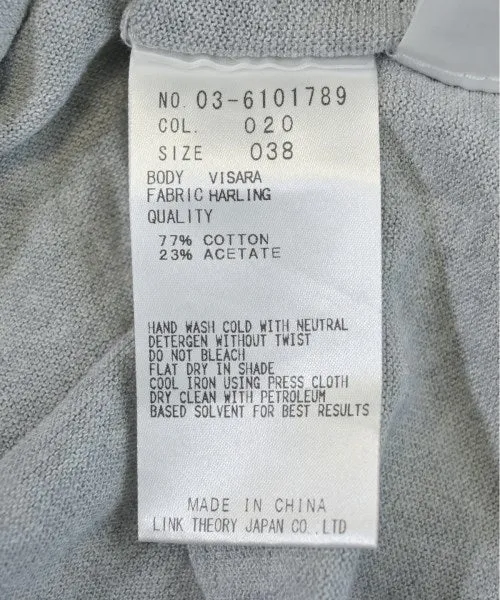 NO. 03-6101789
COL. 020
SIZE 038
BODY VISARA
FABRIC HARLING
QUALITY
77% COTTON
23% ACETATE
HAND WASH COLD WITH NEUTRAL
DETERGEN WITHOUT TWIST
DO NOT BLEACH
FLAT DRY IN SHADE
COOL IRON USING PRESS CLOTH
DRY CLEAN WITH PETROLEUM
BASED SOLVENT FOR BEST RESULTS
MADE IN CHINA
LINK THEORY JAPAN CO.,LTD